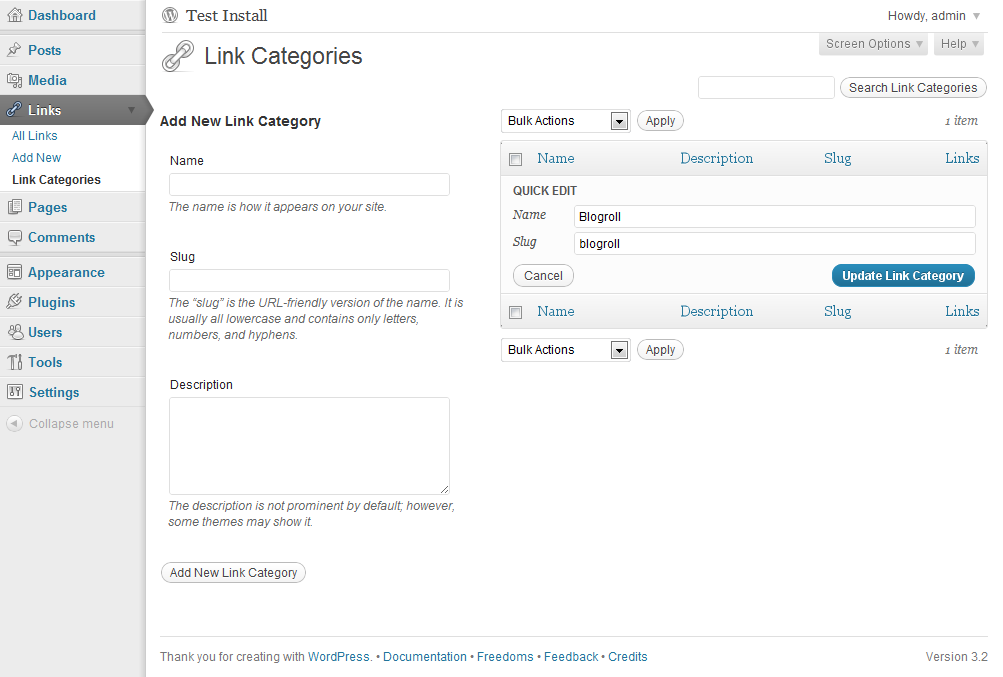 Dashboard
Posts
Media
Links
All Links
Add New
Link Categories
Pages
Comments
Appearance
Plugins
Users
Tools
Settings
Collapse menu
Test Install
Howdy, admin
Screen Options
Help
Link Categories
Search Link Categories
Add New Link Category
Name
The name is how it appears on your site.
Slug
The “slug” is the URL-friendly version of the name. It is
usually all lowercase and contains only letters,
numbers, and hyphens.
Description
The description is not prominent by default; however,
some themes may show it.
Add New Link Category
Bulk Actions Apply 1 item
Name Description Slug Links
QUICK EDIT
Name Blogroll
Slug blogroll
Cancel Update Link Category
Name Description Slug Links
Bulk Actions Apply 1 item
Thank you for creating with WordPress. • Documentation • Freedoms • Feedback • Credits Version 3.2